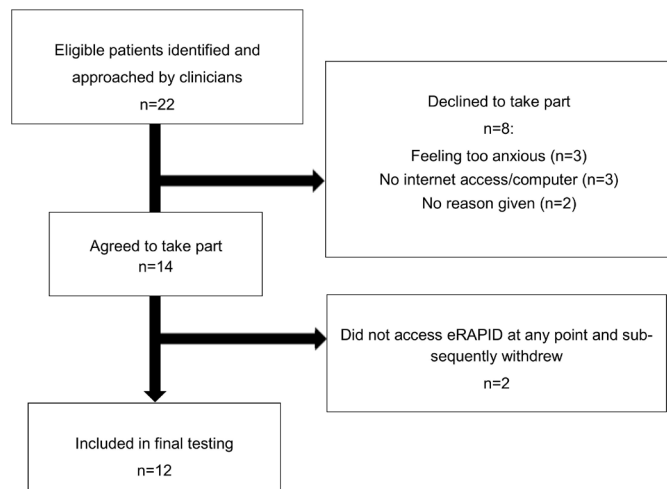 Eligible patients identified and
approached by clinicians
n=22
Declined to take part
n=8:
Feeling too anxious (n=3)
No internet access/computer (n=3)
No reason given (n=2)
Agreed to take part
n=14
Did not access eRAPID at any point and sub-
sequently withdrew
n=2
Included in final testing
n=12